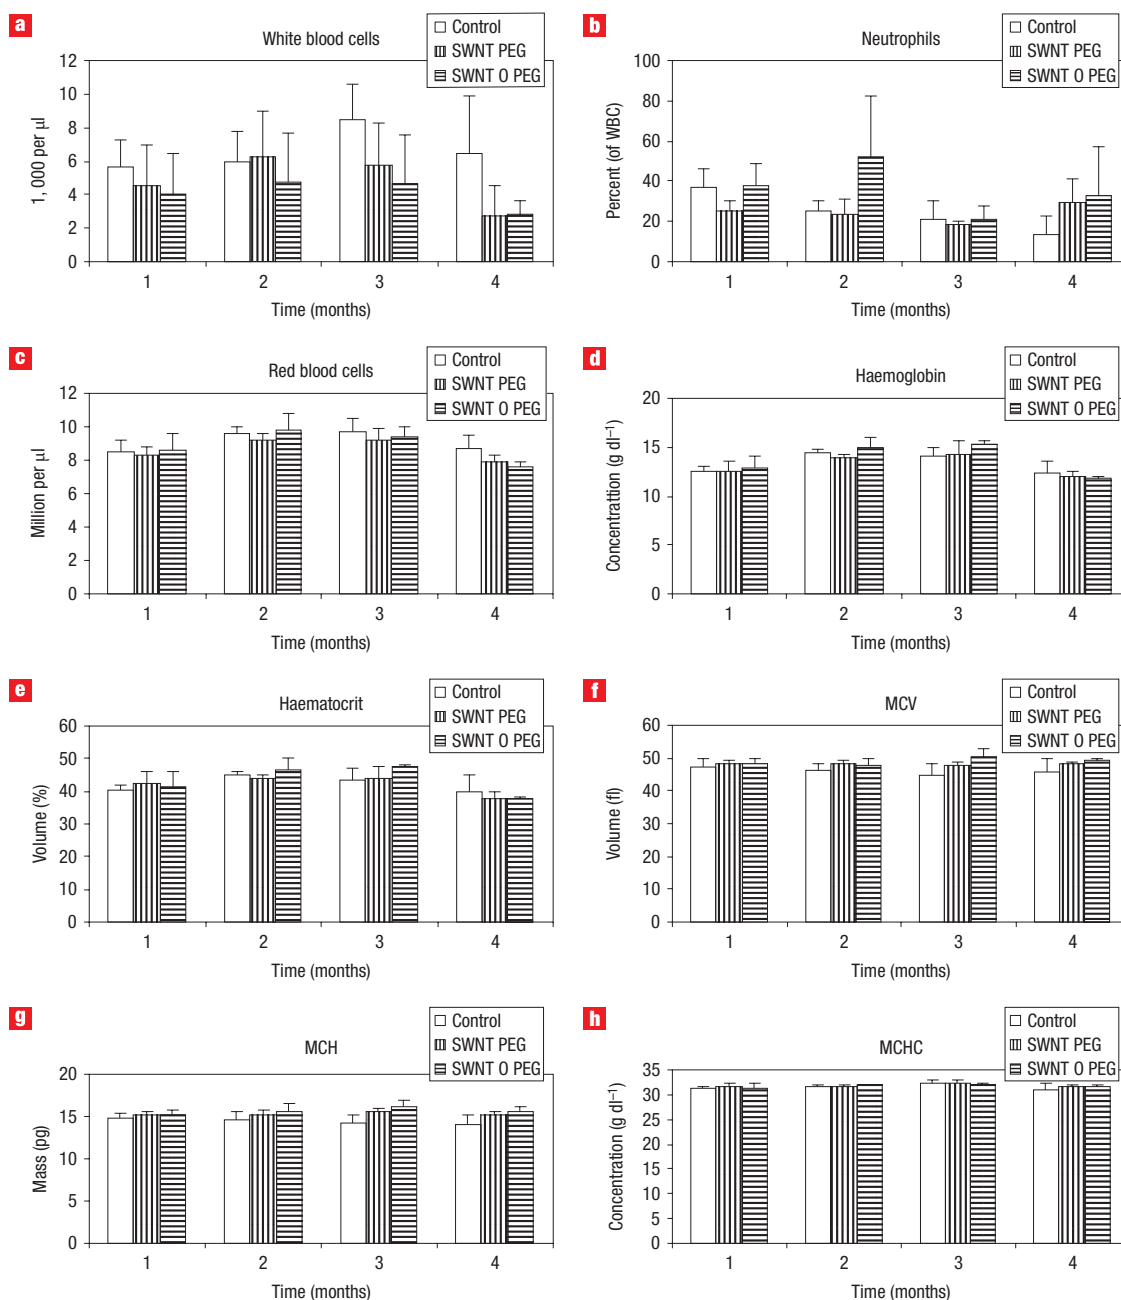 a
White blood cells
Control
SWNT PEG
SWNT O PEG
12
10
8
6
4
2
0
1, 000 per µl
1 2 3 4
Time (months)
b
Neutrophils
Control
SWNT PEG
SWNT O PEG
100
80
60
40
20
0
Percent (of WBC)
1 2 3 4
Time (months)
c
Red blood cells
Control
SWNT PEG
SWNT O PEG
12
10
8
6
4
2
0
Million per µl
1 2 3 4
Time (months)
d
Haemoglobin
Control
SWNT PEG
SWNT O PEG
20
15
10
5
0
Concentrattion (g dl⁻¹)
1 2 3 4
Time (months)
e
Haematocrit
Control
SWNT PEG
SWNT O PEG
60
50
40
30
20
10
0
Volume (%)
1 2 3 4
Time (months)
f
MCV
Control
SWNT PEG
SWNT O PEG
60
50
40
30
20
10
0
Volume (fl)
1 2 3 4
Time (months)
g
MCH
Control
SWNT PEG
SWNT O PEG
20
15
10
5
0
Mass (pg)
1 2 3 4
Time (months)
h
MCHC
Control
SWNT PEG
SWNT O PEG
35
30
25
20
15
10
5
0
Concentration (g dl⁻¹)
1 2 3 4
Time (months)